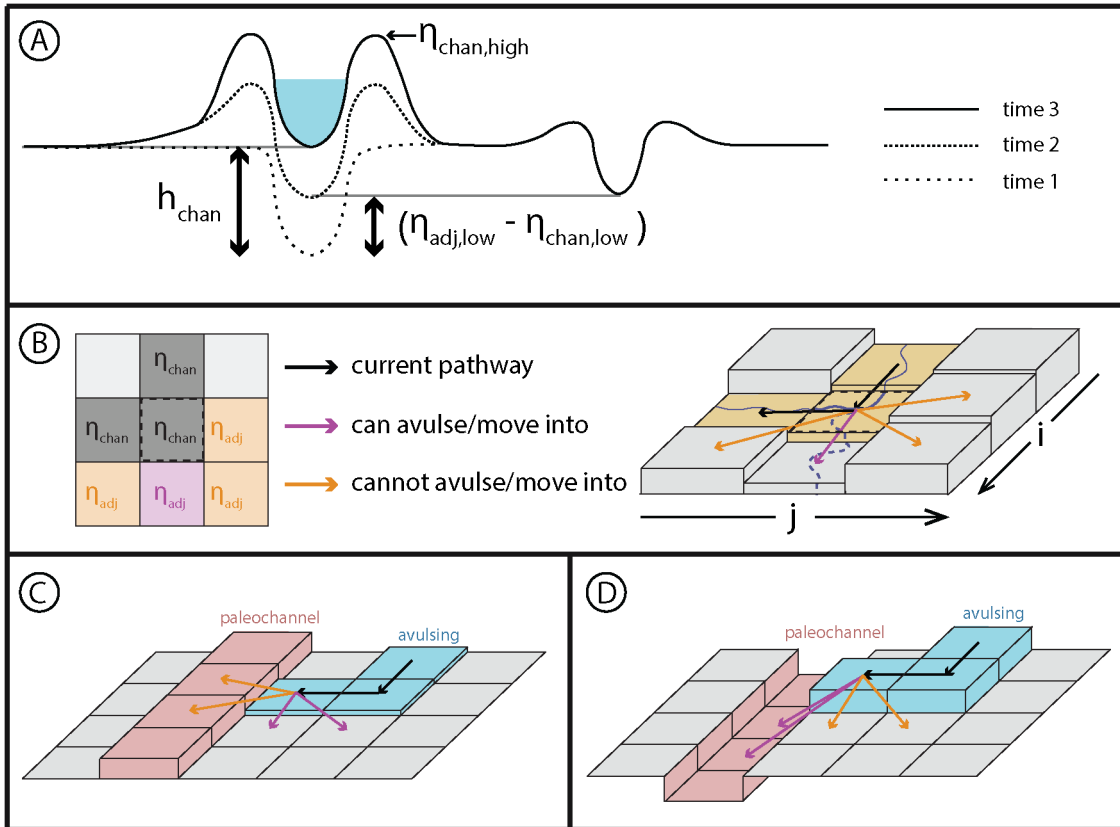 A
η chan,high
time 3
time 2
time 1
h chan
(η adj,low - η chan,low )
B
η chan
η chan η chan η adj
η adj η adj η adj
current pathway
can avulse/move into
cannot avulse/move into
i
j
C
paleochannel
avulsing
D
paleochannel
avulsing